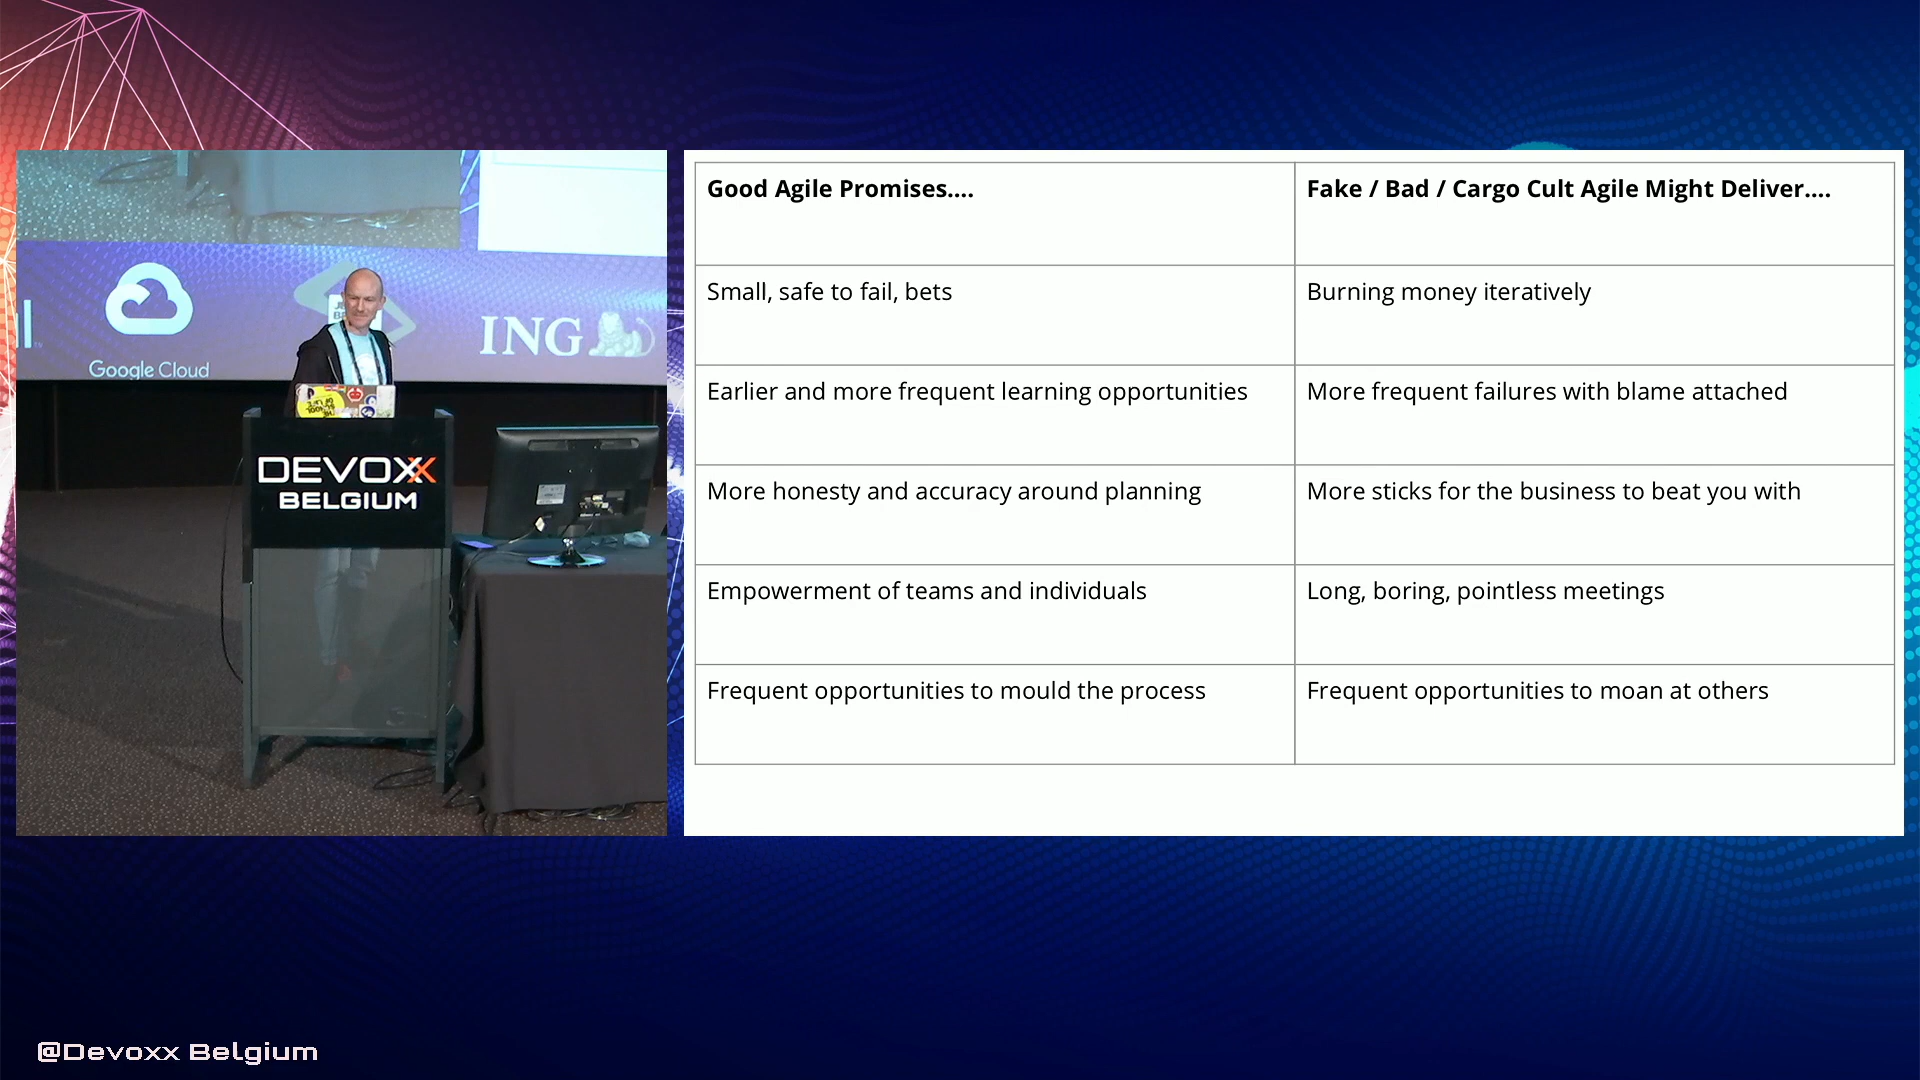 Google Cloud
ING
DEVOXX
BELGIUM
Good Agile Promises....
Fake / Bad / Cargo Cult Agile Might Deliver....
Small, safe to fail, bets
Burning money iteratively
Earlier and more frequent learning opportunities
More frequent failures with blame attached
More honesty and accuracy around planning
More sticks for the business to beat you with
Empowerment of teams and individuals
Long, boring, pointless meetings
Frequent opportunities to mould the process
Frequent opportunities to moan at others
@Devoxx Belgium